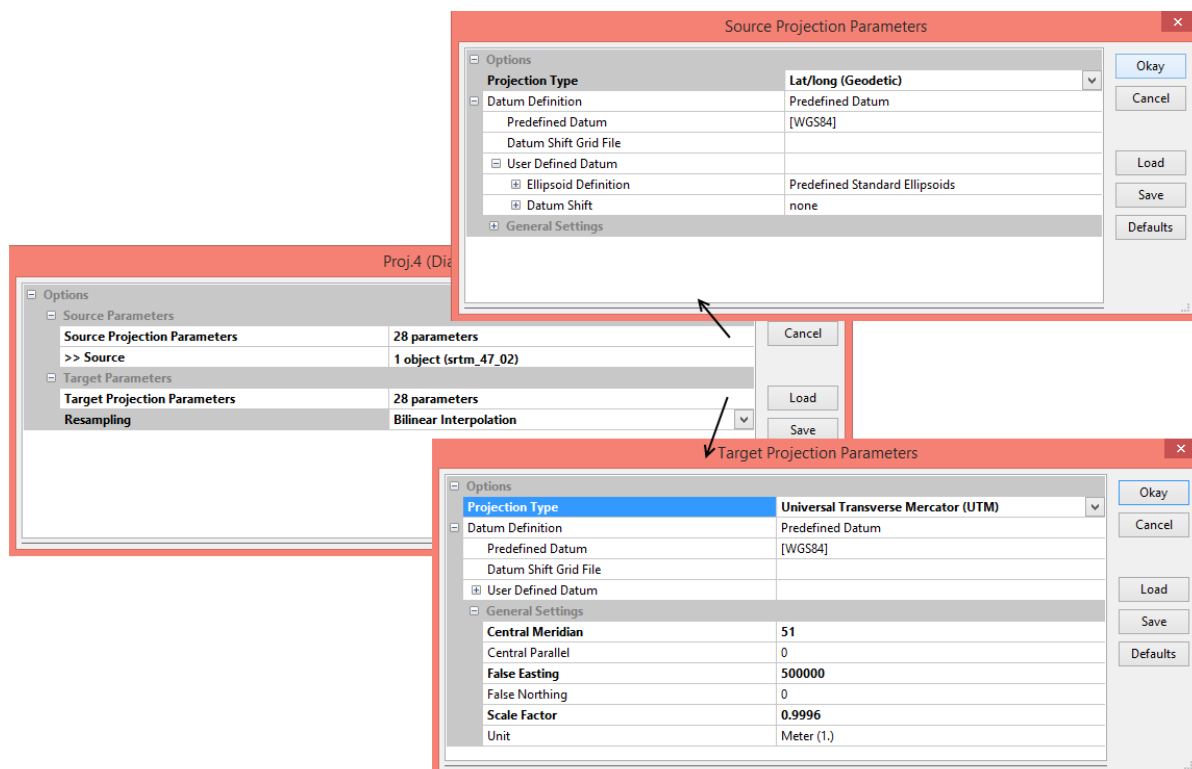 Source Projection Parameters
Options
Projection Type Lat/long (Geodetic)
Datum Definition Predefined Datum
Predefined Datum [WGS84]
Datum Shift Grid File
User Defined Datum
Ellipsoid Definition Predefined Standard Ellipsoids
Datum Shift none
General Settings
Okay
Cancel
Load
Save
Defaults
Proj.4 (Dia
Options
Source Parameters
Source Projection Parameters 28 parameters
>> Source 1 object (srtm_47_02)
Target Parameters
Target Projection Parameters 28 parameters
Resampling Bilinear Interpolation
Cancel
Load
Save
Target Projection Parameters
Options
Projection Type Universal Transverse Mercator (UTM)
Datum Definition Predefined Datum
Predefined Datum [WGS84]
Datum Shift Grid File
User Defined Datum
General Settings
Central Meridian 51
Central Parallel 0
False Easting 500000
False Northing 0
Scale Factor 0.9996
Unit Meter (1.)
Okay
Cancel
Load
Save
Defaults